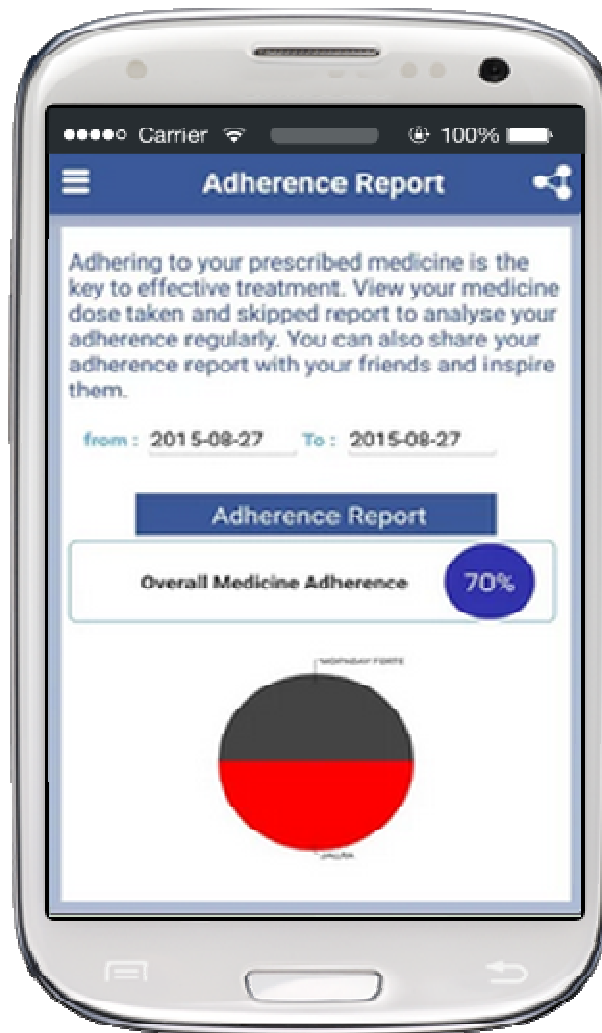 Carrier 100%
Adherence Report
Adhering to your prescribed medicine is the
key to effective treatment. View your medicine
dose taken and skipped report to analyse your
adherence regularly. You can also share your
adherence report with your friends and inspire
them.
from : 2015-08-27 To : 2015-08-27
Adherence Report
Overall Medicine Adherence 70%
FORTE